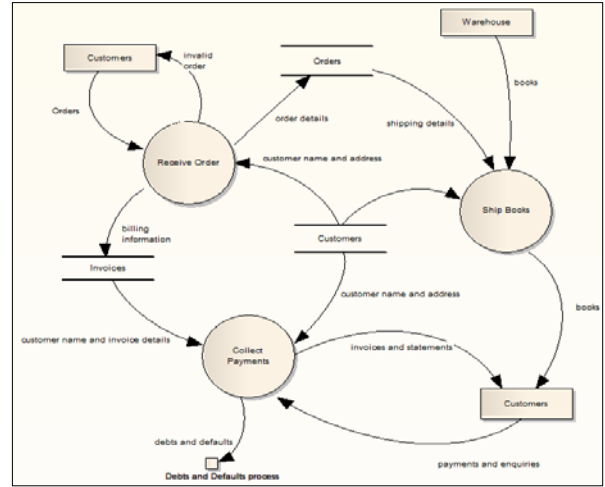 Warehouse
Customers
invalid
order
Orders
books
Orders
order details
shipping details
Receive Order
customer name and address
Ship Books
billing
information
Customers
Invoices
customer name and address
books
customer name and invoice details
Collect
Payments
invoices and statements
Customers
debts and defaults
payments and enquiries
Debts and Defaults process